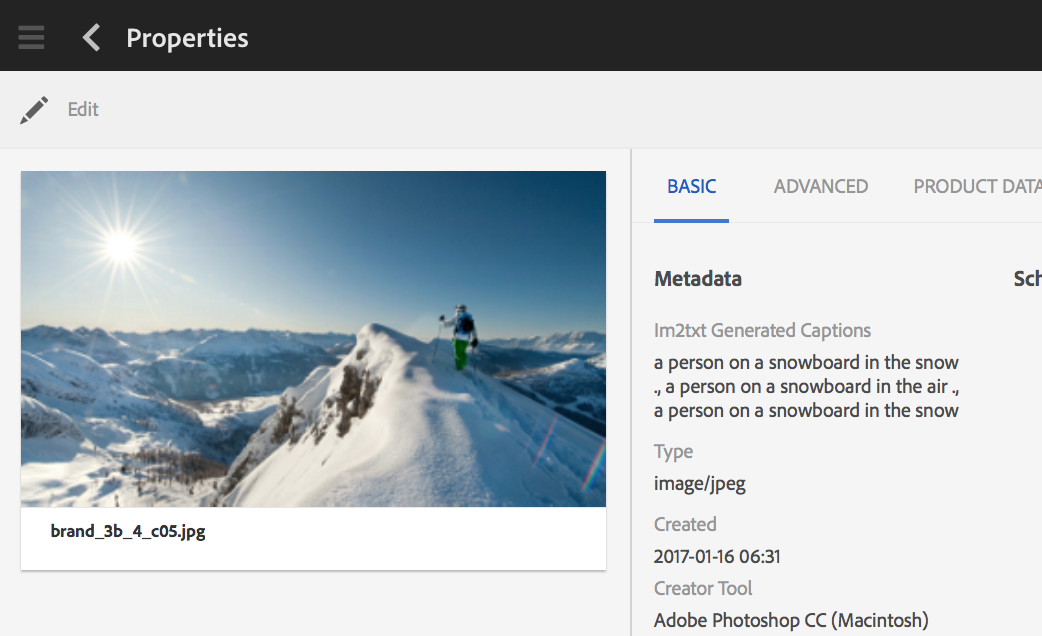 Properties
Edit
brand_3b_4_c05.jpg
BASIC ADVANCED PRODUCT DATA
Metadata Sch
Im2txt Generated Captions
a person on a snowboard in the snow
., a person on a snowboard in the air .,
a person on a snowboard in the snow
Type
image/jpeg
Created
2017-01-16 06:31
Creator Tool
Adobe Photoshop CC (Macintosh)